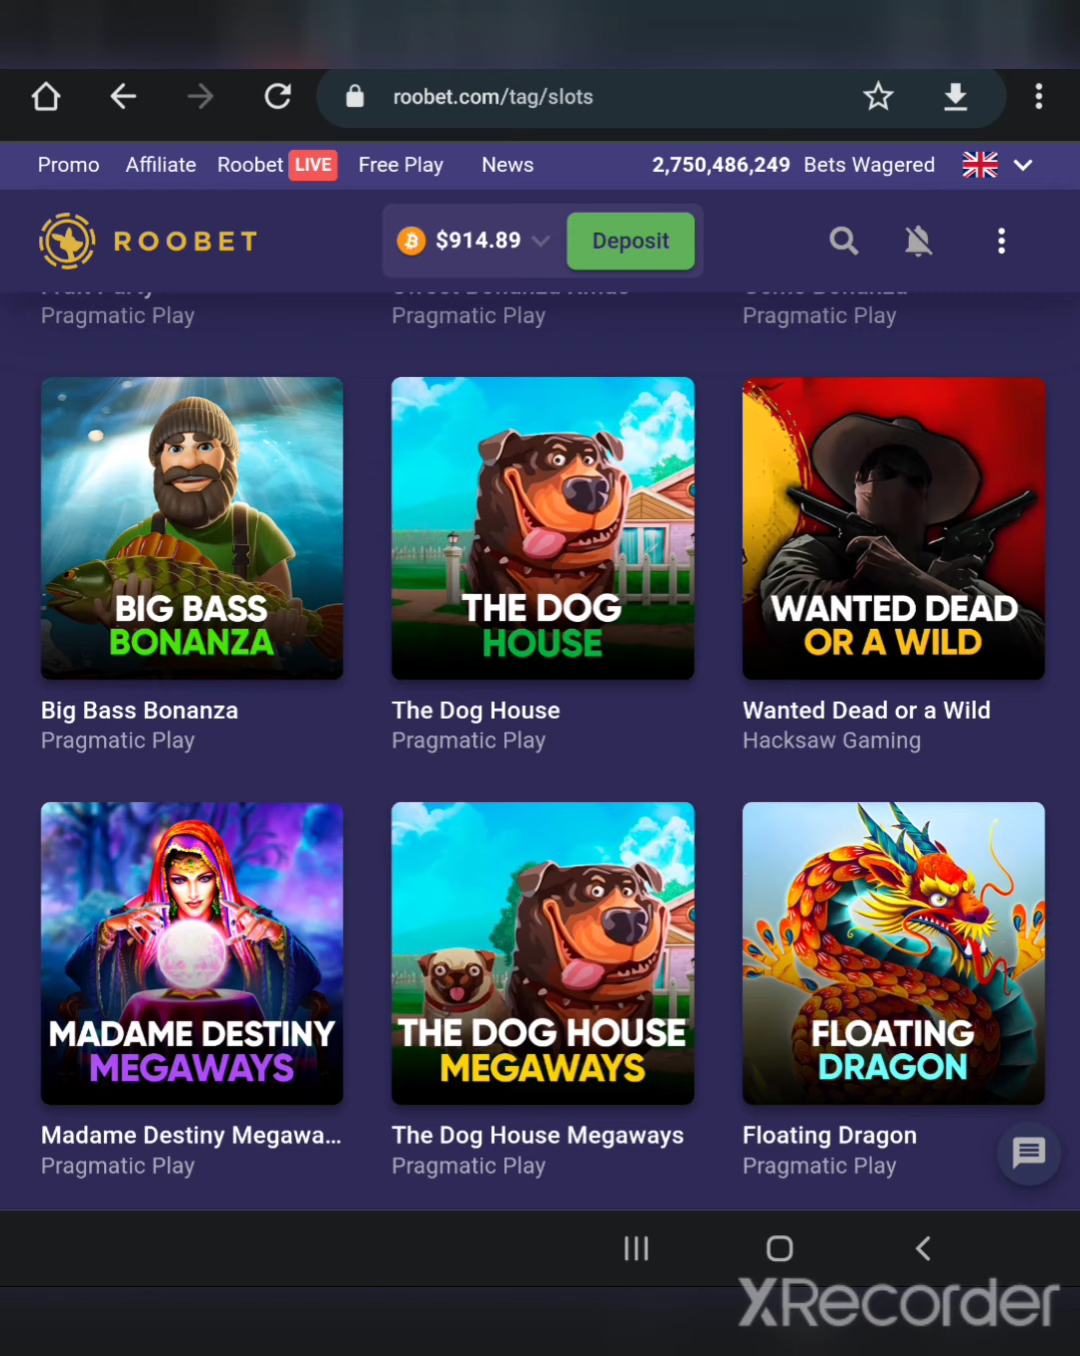 roobet.com/tag/slots
Promo Affiliate Roobet LIVE Free Play News 2,750,486,249 Bets Wagered
ROOBET $914.89 Deposit
Pragmatic Play Pragmatic Play Pragmatic Play
BIG BASS
BONANZA
THE DOG
HOUSE
WANTED DEAD
OR A WILD
Big Bass Bonanza The Dog House Wanted Dead or a Wild
Pragmatic Play Pragmatic Play Hacksaw Gaming
MADAME DESTINY
MEGAWAYS
THE DOG HOUSE
MEGAWAYS
FLOATING
DRAGON
Madame Destiny Megawa... The Dog House Megaways Floating Dragon
Pragmatic Play Pragmatic Play Pragmatic Play
XRecorder